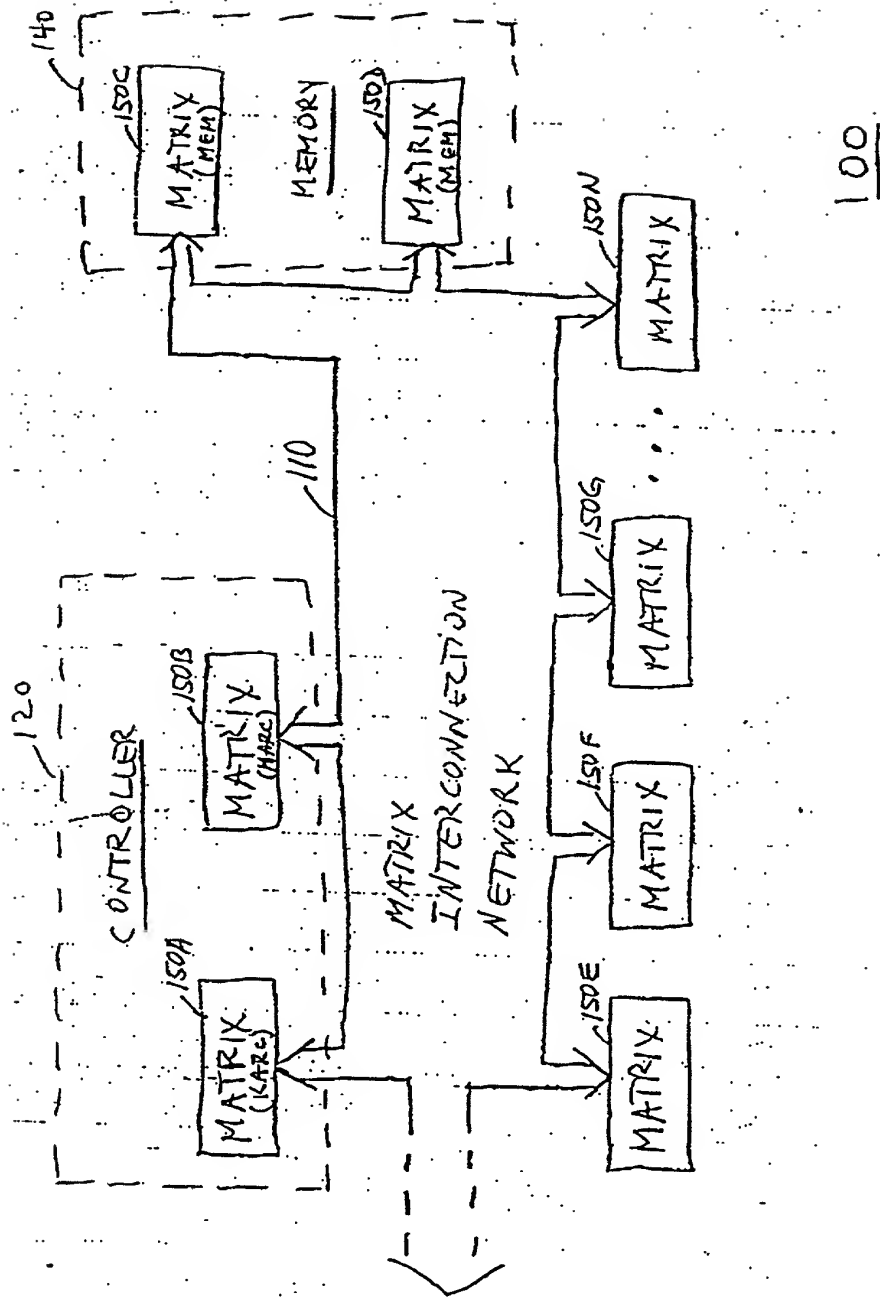 120
CONTROLLER
150A
MATRIX
(KARC)
150B
MATRIX
(MARC)
110
140
150C
MATRIX
(MEM)
MEMORY
150D
MATRIX
(MEM)
MATRIX
INTERCONNECTION
NETWORK
150E
MATRIX
150F
MATRIX
150G
MATRIX
...
150N
MATRIX
100